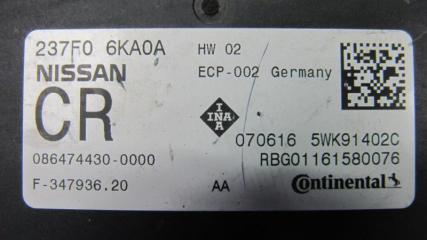 237F0 6KA0A HW 02
NISSAN ECP-002 Germany
CR
INA
INA
070616 5WK91402C
086474430-0000 RBG01161580076
F-347936.20 AA Continental